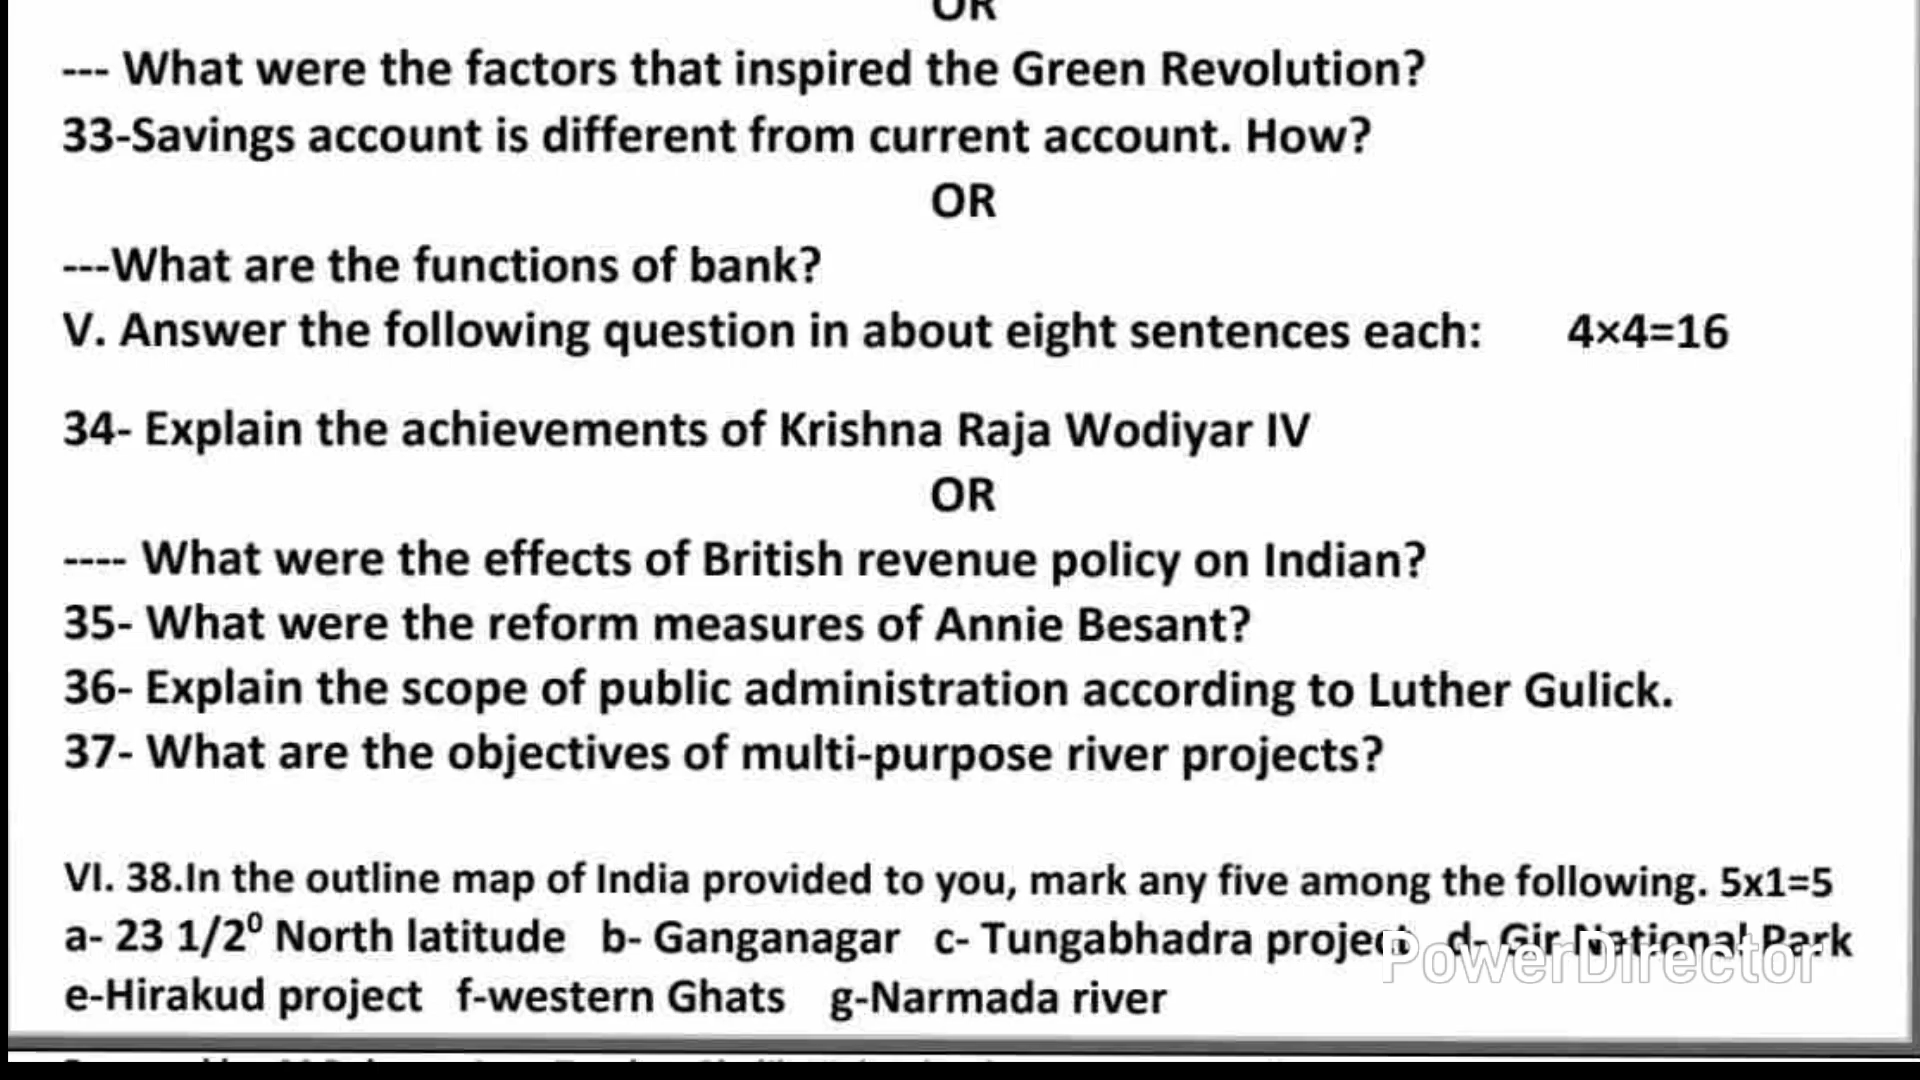 OR
--- What were the factors that inspired the Green Revolution?
33-Savings account is different from current account. How?
OR
---What are the functions of bank?
V. Answer the following question in about eight sentences each: 4×4=16
34- Explain the achievements of Krishna Raja Wodiyar IV
OR
---- What were the effects of British revenue policy on Indian?
35- What were the reform measures of Annie Besant?
36- Explain the scope of public administration according to Luther Gulick.
37- What are the objectives of multi-purpose river projects?
VI. 38.In the outline map of India provided to you, mark any five among the following. 5x1=5
a- 23 1/2⁰ North latitude b- Ganganagar c- Tungabhadra project d- Gir National Park
PowerDirector
e-Hirakud project f-western Ghats g-Narmada river